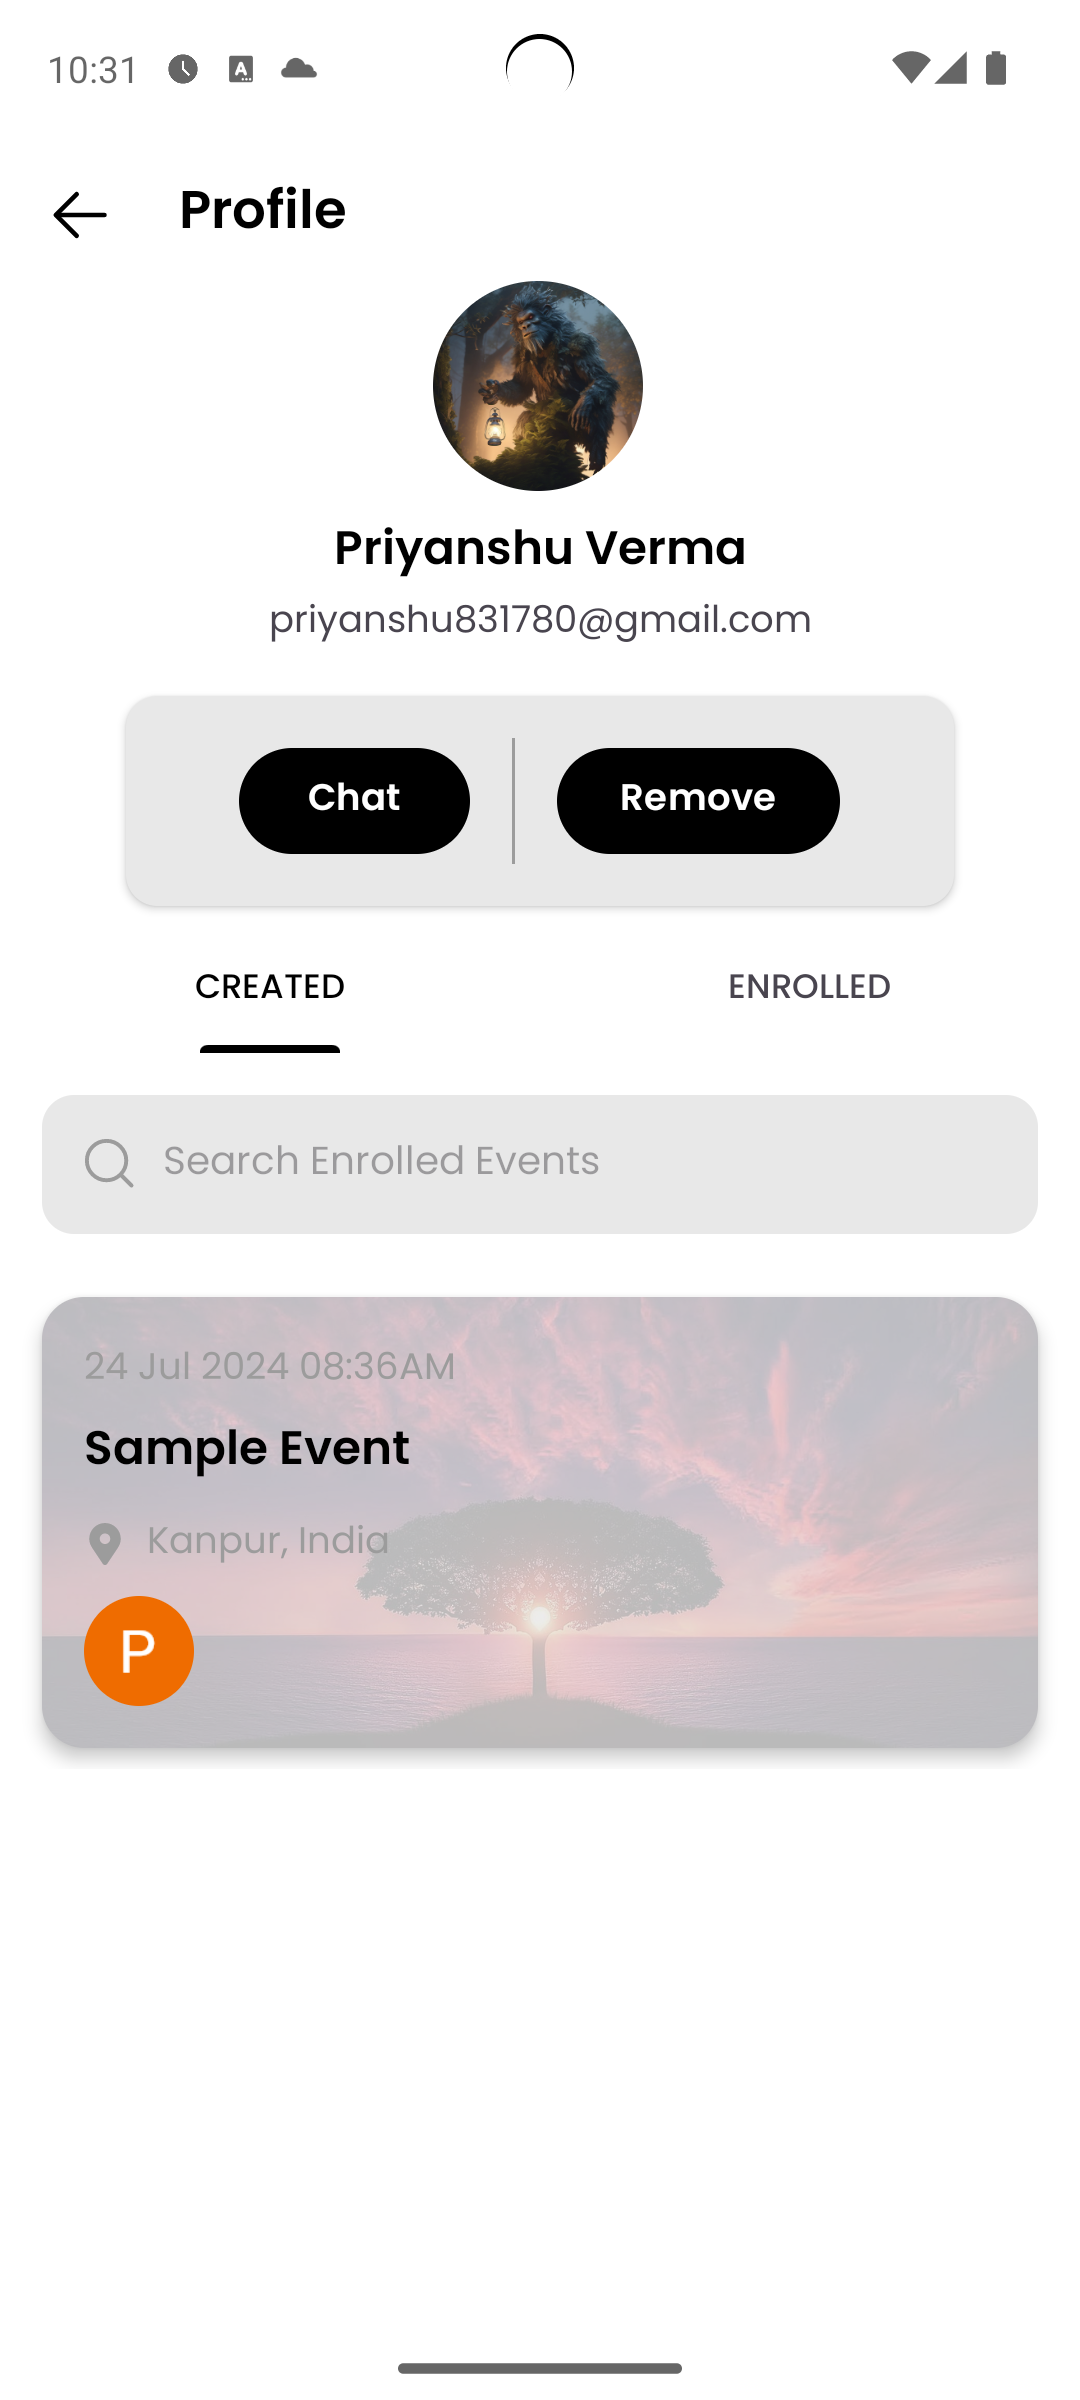 10:31
Profile
Priyanshu Verma
priyanshu831780@gmail.com
Chat
Remove
CREATED
ENROLLED
Search Enrolled Events
24 Jul 2024 08:36AM
Sample Event
Kanpur, India
P